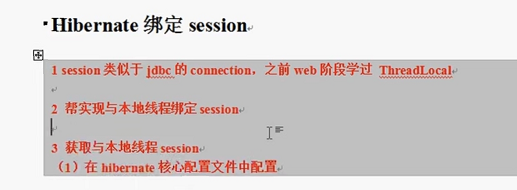 Hibernate 绑定 session
1 session 类似于 jdbc 的 connection，之前 web 阶段学过 ThreadLocal
2 帮实现与本地线程绑定 session
3 获取与本地线程 session
（1）在 hibernate 核心配置文件中配置